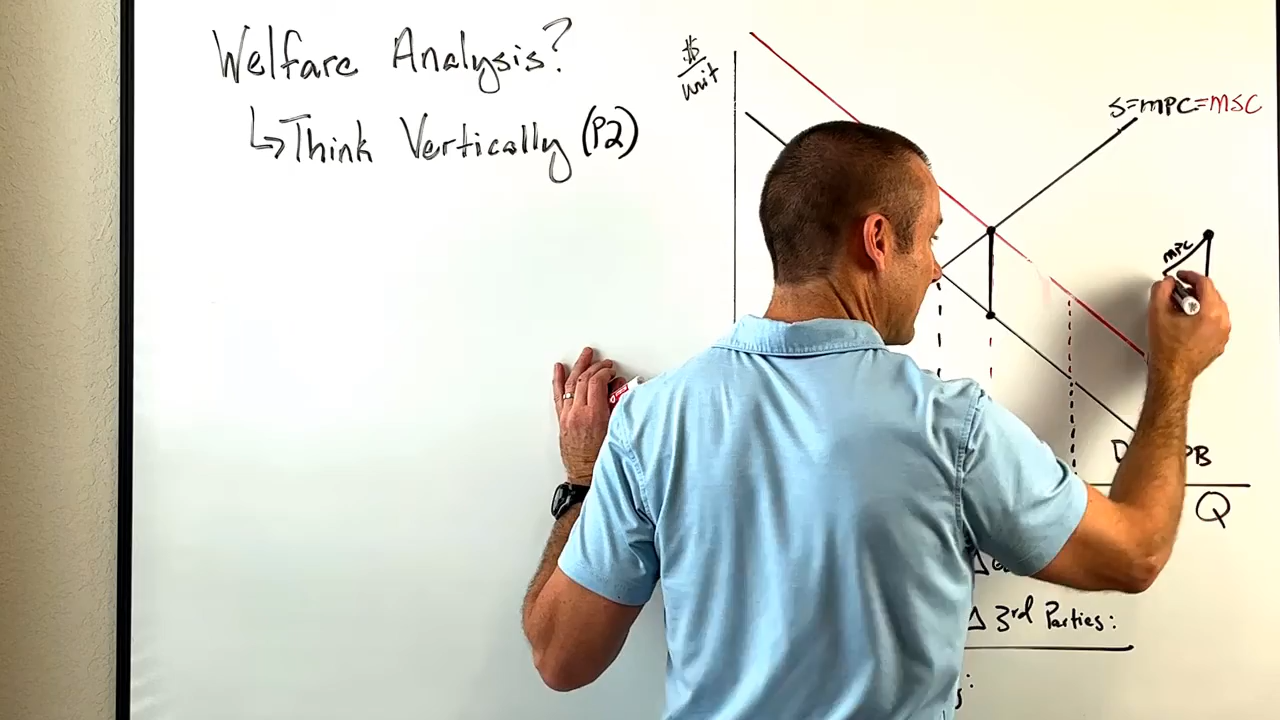 Welfare Analysis?
↳Think Vertically (P2)
$/unit
S=MPC=MSC
MPC
D
PB
Q
Δ
Δ 3rd Parties: